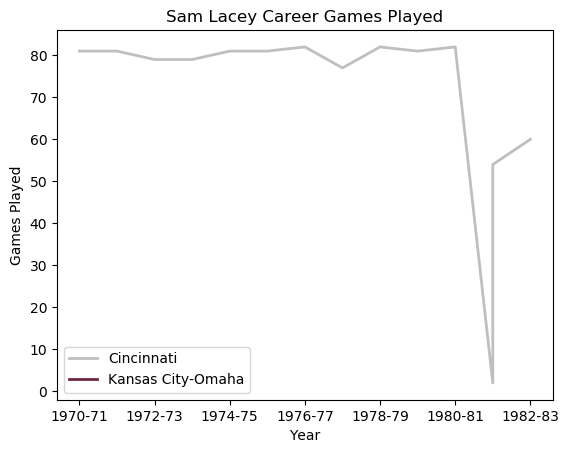 Sam Lacey Career Games Played
Games Played
80
70
60
50
40
30
20
10
0
Cincinnati
Kansas City-Omaha
1970-71 1972-73 1974-75 1976-77 1978-79 1980-81 1982-83
Year